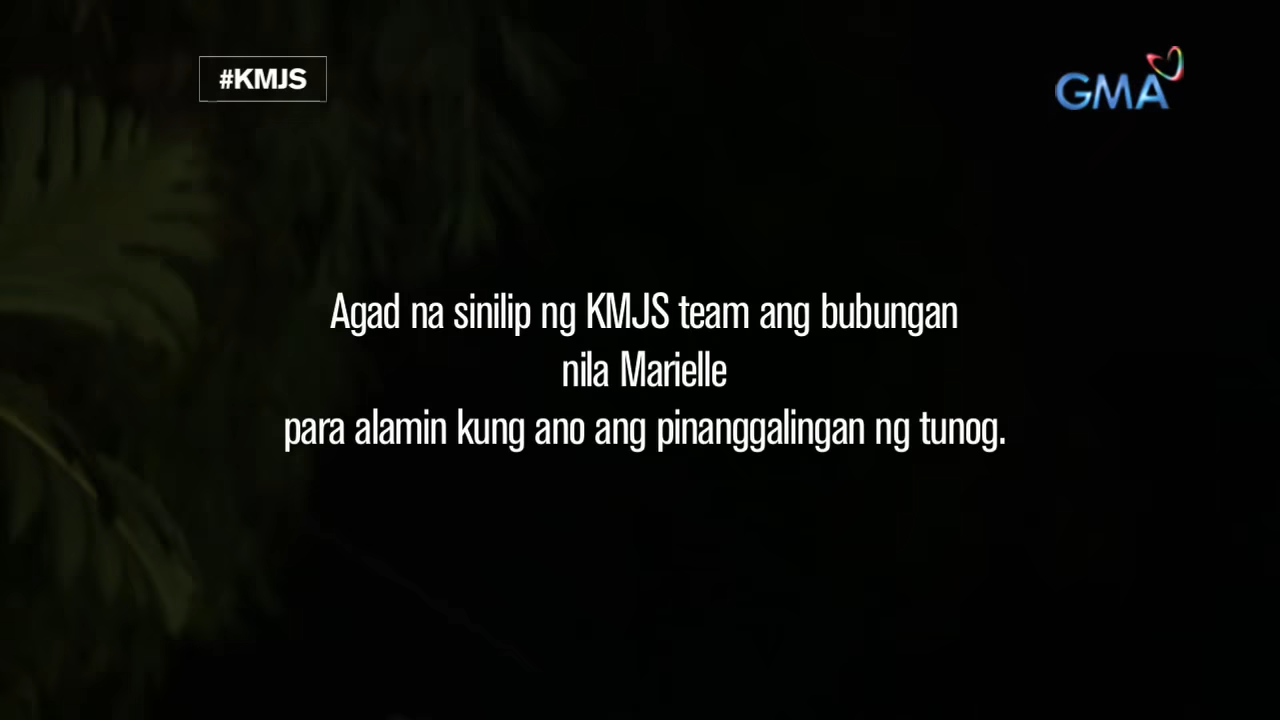 #KMJS
GMA
Agad na sinilip ng KMJS team ang bubungan
nila Marielle
para alamin kung ano ang pinanggalingan ng tunog.